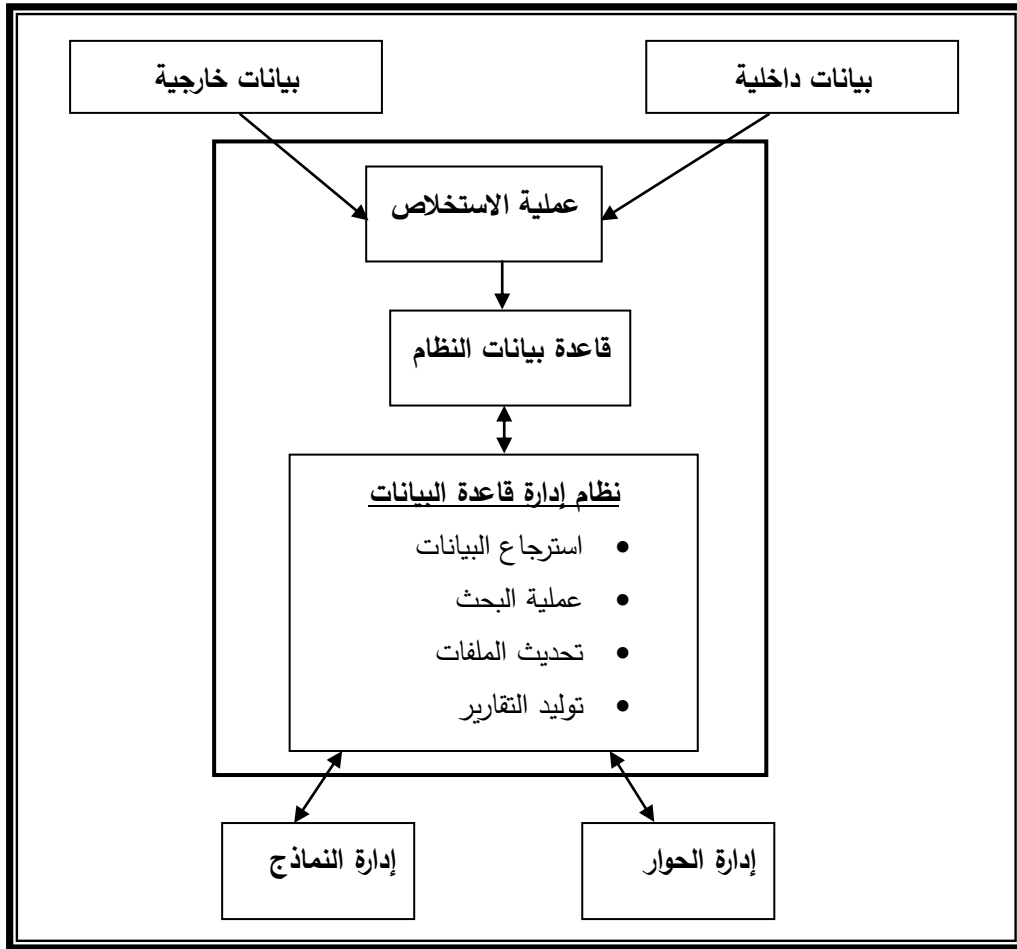 بيانات داخلية
بيانات خارجية
عملية الاستخلاص
قاعدة بيانات النظام
نظام إدارة قاعدة البيانات
• استرجاع البيانات
• عملية البحث
• تحديث الملفات
• توليد التقارير
إدارة الحوار
إدارة النماذج